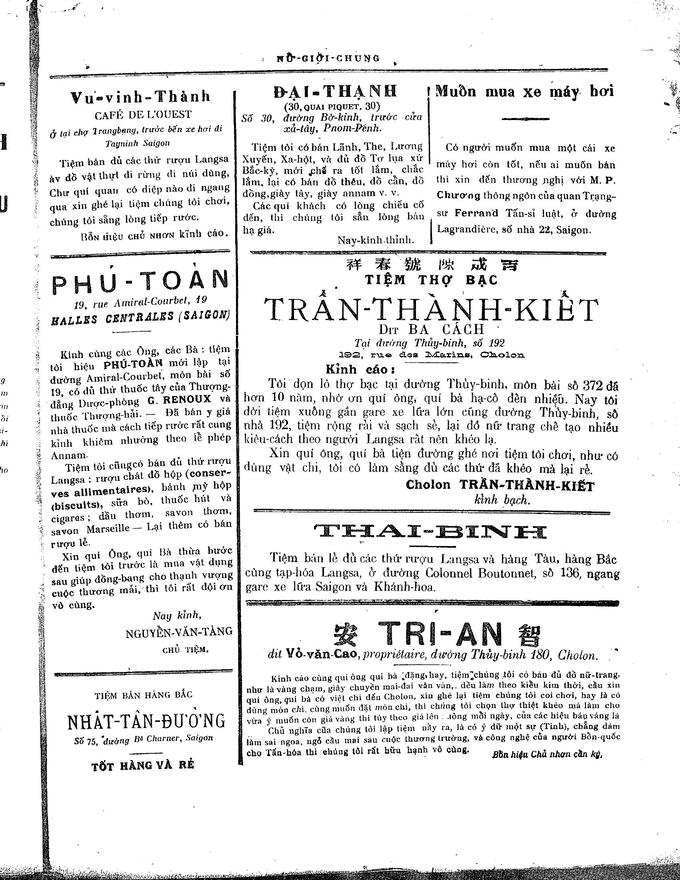 NỮ-GIỚI-CHUNG
Vu-vinh-Thành
CAFÉ DE L'OUEST
Ở tại chợ Trangbang, trước bến xe hơi đi
Tayninh Saigon
Tiệm bán đủ các thứ rượu Langsa
àv đồ vật thực đi rừng đi núi dùng,
Chư quí quan có diệp nào đi ngang
qua xin ghé lại tiệm chúng tôi chơi,
chúng tôi sẵng lòng tiếp rước.
BỔN HIỆU CHỦ NHƠN kĩnh cáo.
PHÚ-TOÀN
19, rue Amiral-Courbet, 19
HALLES CENTRALES (SAIGON)
Kính cùng các Ông, các Bà: tiệm
tôi hiệu PHÚ-TOÀN mới lập tại
đường Amiral-Courbet, môn bài số
19, có đủ thứ thuốc tây của Thượng-
đẳng Dược-phòng G. RENOUX và
thuốc Thượng-hải. — Đã bán y giá
nhà thuốc mà cách tiếp rước rất cung
kỉnh khiêm nhường theo lễ phép
Annam.
Tiệm tôi cũngcó bán đủ thứ rượu
Langsa: rượu chát đồ hộp (conser-
ves allimentaires), bánh mỳ hộp
(biscuits), sữa bò, thuốc hút và
cigares; dầu thơm, savon thơm,
savon Marseille — Lại thêm có bán
rượu lẻ.
Xin quí Ông, quí Bà thừa bước
đến tiệm tôi trước là mua vật dụng
sau giúp đồng-bang cho thạnh vượng
cuộc thương mãi, thì tôi rất đội ơn
vô cùng.
Nay kính,
NGUYỄN-VĂN-TÀNG
CHỦ TIỆM.
TIỆM BÁN HÀNG BẮC
NHẬT-TÂN-ĐƯỜNG
Số 75, đường Bd Charner, Saigon
TỐT HÀNG VÀ RẺ
ĐẠI-THẠNH
(30, QUAI PIQUET, 30)
Số 30, đường Bờ-kinh, trước cửa
xả-tây, Pnom-Pénh.
Tiệm tôi có bán Lãnh, The, Lương
Xuyến, Xa-hột, và đủ đồ Tơ lụa xứ
Bắc-kỳ, mới chế ra tốt lắm, chắc
lắm, lại có bán đồ thêu, đồ cẩn, đồ
đồng, giày tây, giày annam v. v.
Các quí khách có lòng chiếu cố
đến, thì chúng tôi sẵn lòng bán
hạ giá.
Nay-kính thỉnh.
Muốn mua xe máy hơi
Có người muốn mua một cái xe
máy hơi còn tốt, nếu ai muốn bán
thì xin đến thương nghị với M. P.
Chương thông ngôn của quan Trạng-
sư Ferrand Tấn-sĩ luật, ở đường
Lagrandière, số nhà 22, Saigon.
祥春號隙成吉
TIỆM THỢ BẠC
TRẦN-THÀNH-KIẾT
DIT BA CÁCH
Tại đường Thủy-binh, số 192
192, rue des Marins, Cholon
Kỉnh cáo:
Tôi dọn lò thợ bạc tại đường Thủy-binh, môn bài số 372 đã
hơn 10 năm, nhờ ơn quí ông, quí bà hạ-cố đến nhiều. Nay tôi
dời tiệm xuống gần gare xe lửa lớn cũng đường Thủy-binh, số
nhà 192, tiệm rộng rãi và sạch sẽ, lại đồ nữ trang chế tạo nhiều
kiêu-cách theo người Langsa rất nên khéo lạ.
Xin quí ông, quí bà tiện đường ghé nơi tiệm tôi chơi, như có
dùng vật chi, tôi có làm sằng đủ các thứ đã khéo mà lại rẻ.
Cholon TRẦN-THÀNH-KIẾT
kỉnh bạch.
THAI-BINH
Tiệm bán lẻ đủ các thứ rượu Langsa và hàng Tàu, hàng Bắc
cùng tạp-hóa Langsa, ở đường Colonnel Boutonnet, số 136, ngang
gare xe lửa Saigon và Khánh-hoa.
安 TRI-AN 智
dit Vô-văn-Cao, propriétaire, đường Thủy-binh 180, Cholon.
Kính cáo cùng quí ông quí bà đặng hay, tiệm chúng tôi có bán đủ đồ nữ-trang.
như là vàng chạm, giây chuyền mai-đai vân vân, đều làm theo kiểu kim thời, cầu xin
quí ông, quí bà có việt chi đến Cholon, xin ghé lại tiệm chúng tôi coi chơi, hay là có
dùng món chi, cũng muốn đặt món chi, thì chúng tôi chọn thợ thiệt khéo mà làm cho
vừa ý muốn còn giá vàng thì tùy theo giá lên xuống mỗi ngày, của các hiệu bán vàng lá
Chủ nghĩa của chúng tôi lập tiệm nầy ra, là có ý dữ một sự (Tính), chẳng dám
làm sai ngoa, ngỏ cầu mai sau cuộc thương trường, và công nghệ của người Bổn-quốc
cho Tấn-hóa thì chúng tôi rất hữu hạnh vô cùng.
Bổn hiệu Chủ nhơn cẩn ký,